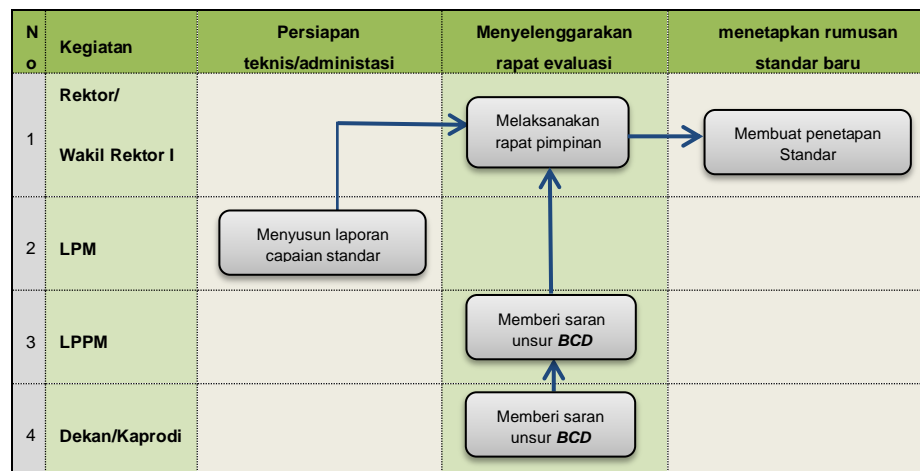 N
o
Kegiatan
Persiapan
teknis/administasi
Menyelenggarakan
rapat evaluasi
menetapkan rumusan
standar baru
1
Rektor/
Wakil Rektor I
Melaksanakan
rapat pimpinan
Membuat penetapan
Standar
2
LPM
Menyusun laporan
capaian standar
3
LPPM
Memberi saran
unsur BCD
4
Dekan/Kaprodi
Memberi saran
unsur BCD